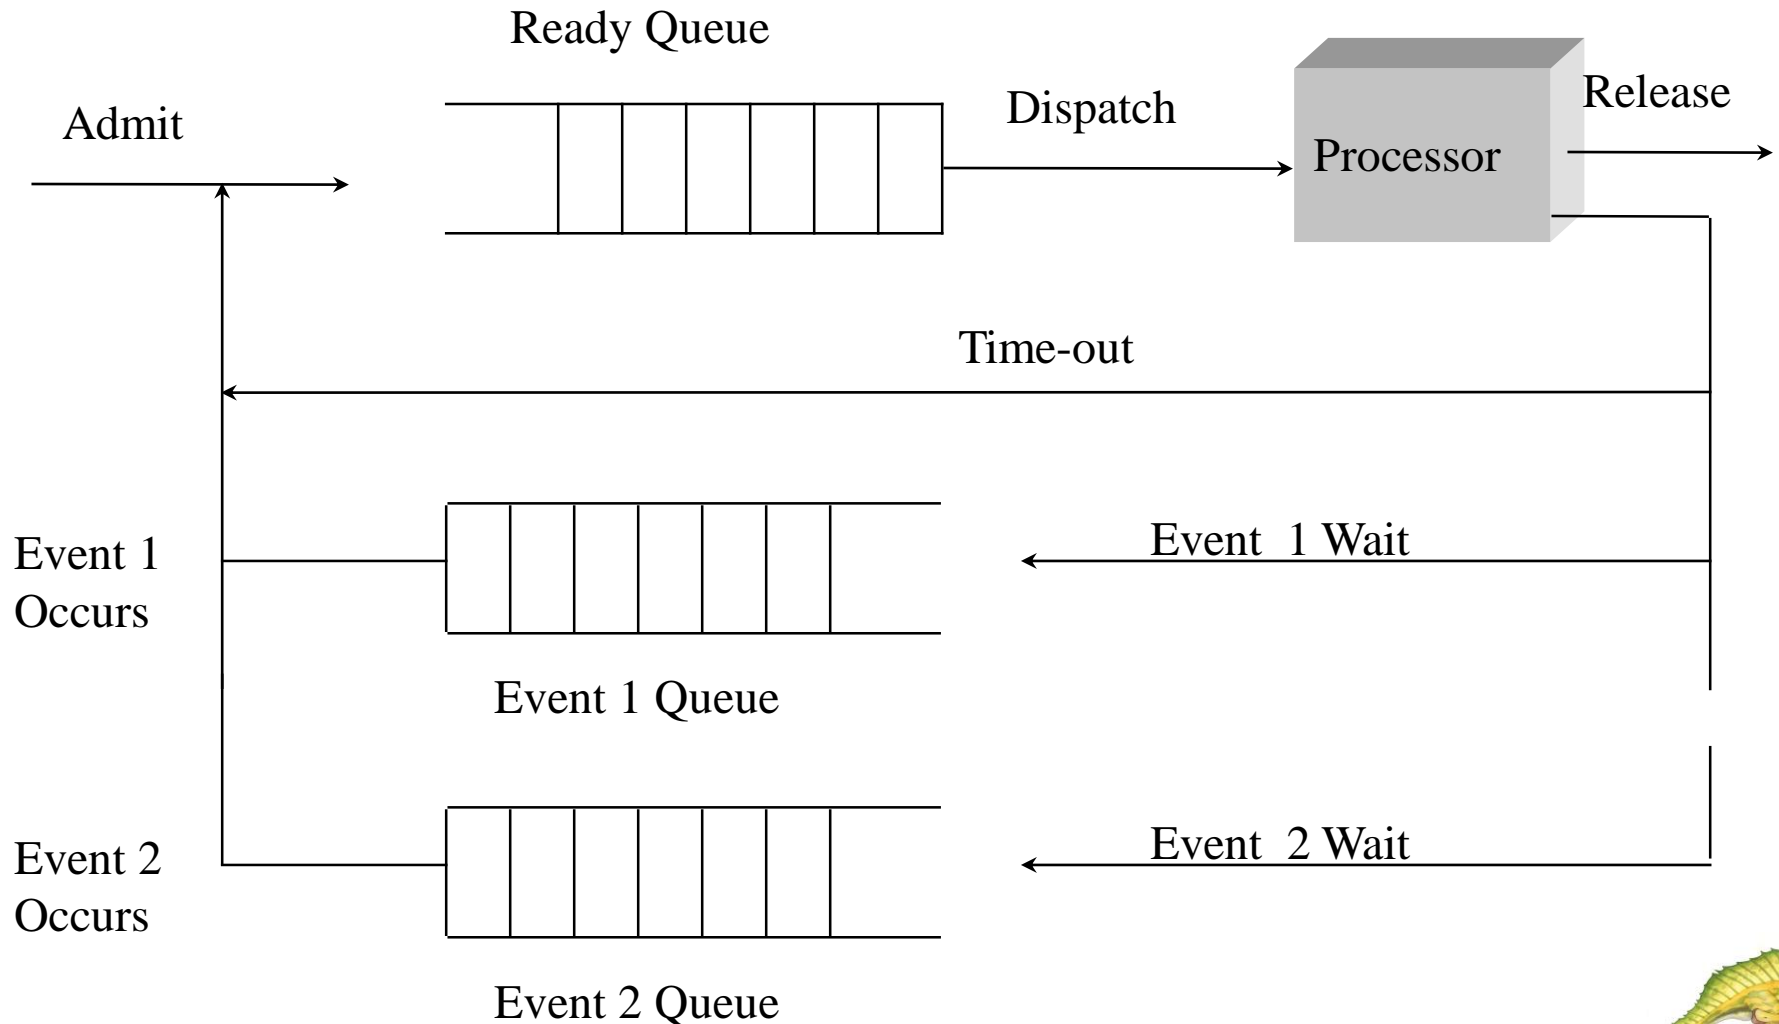 Ready Queue
Admit
Dispatch
Release
Processor
Time-out
Event 1
Occurs
Event  1 Wait
Event 1 Queue
Event 2
Occurs
Event  2 Wait
Event 2 Queue